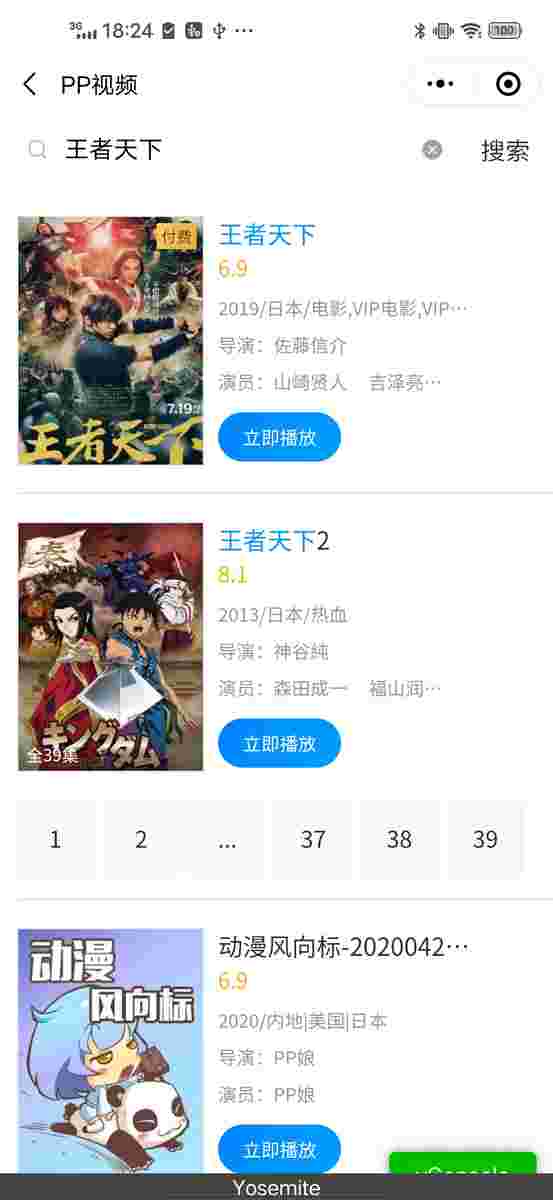 3G 18:24 100
PP视频
王者天下 搜索
付费
7.19
王者天下
王者天下
6.9
2019/日本/电影,VIP电影,VIP…
导演：佐藤信介
演员：山崎贤人 吉泽亮…
立即播放
秦
キングダム
全39集
王者天下2
8.1
2013/日本/热血
导演：神谷純
演员：森田成一 福山润…
立即播放
1 2 ... 37 38 39
动漫
风向标
动漫风向标-2020042…
6.9
2020/内地|美国|日本
导演：PP娘
演员：PP娘
立即播放
vConsole
Yosemite